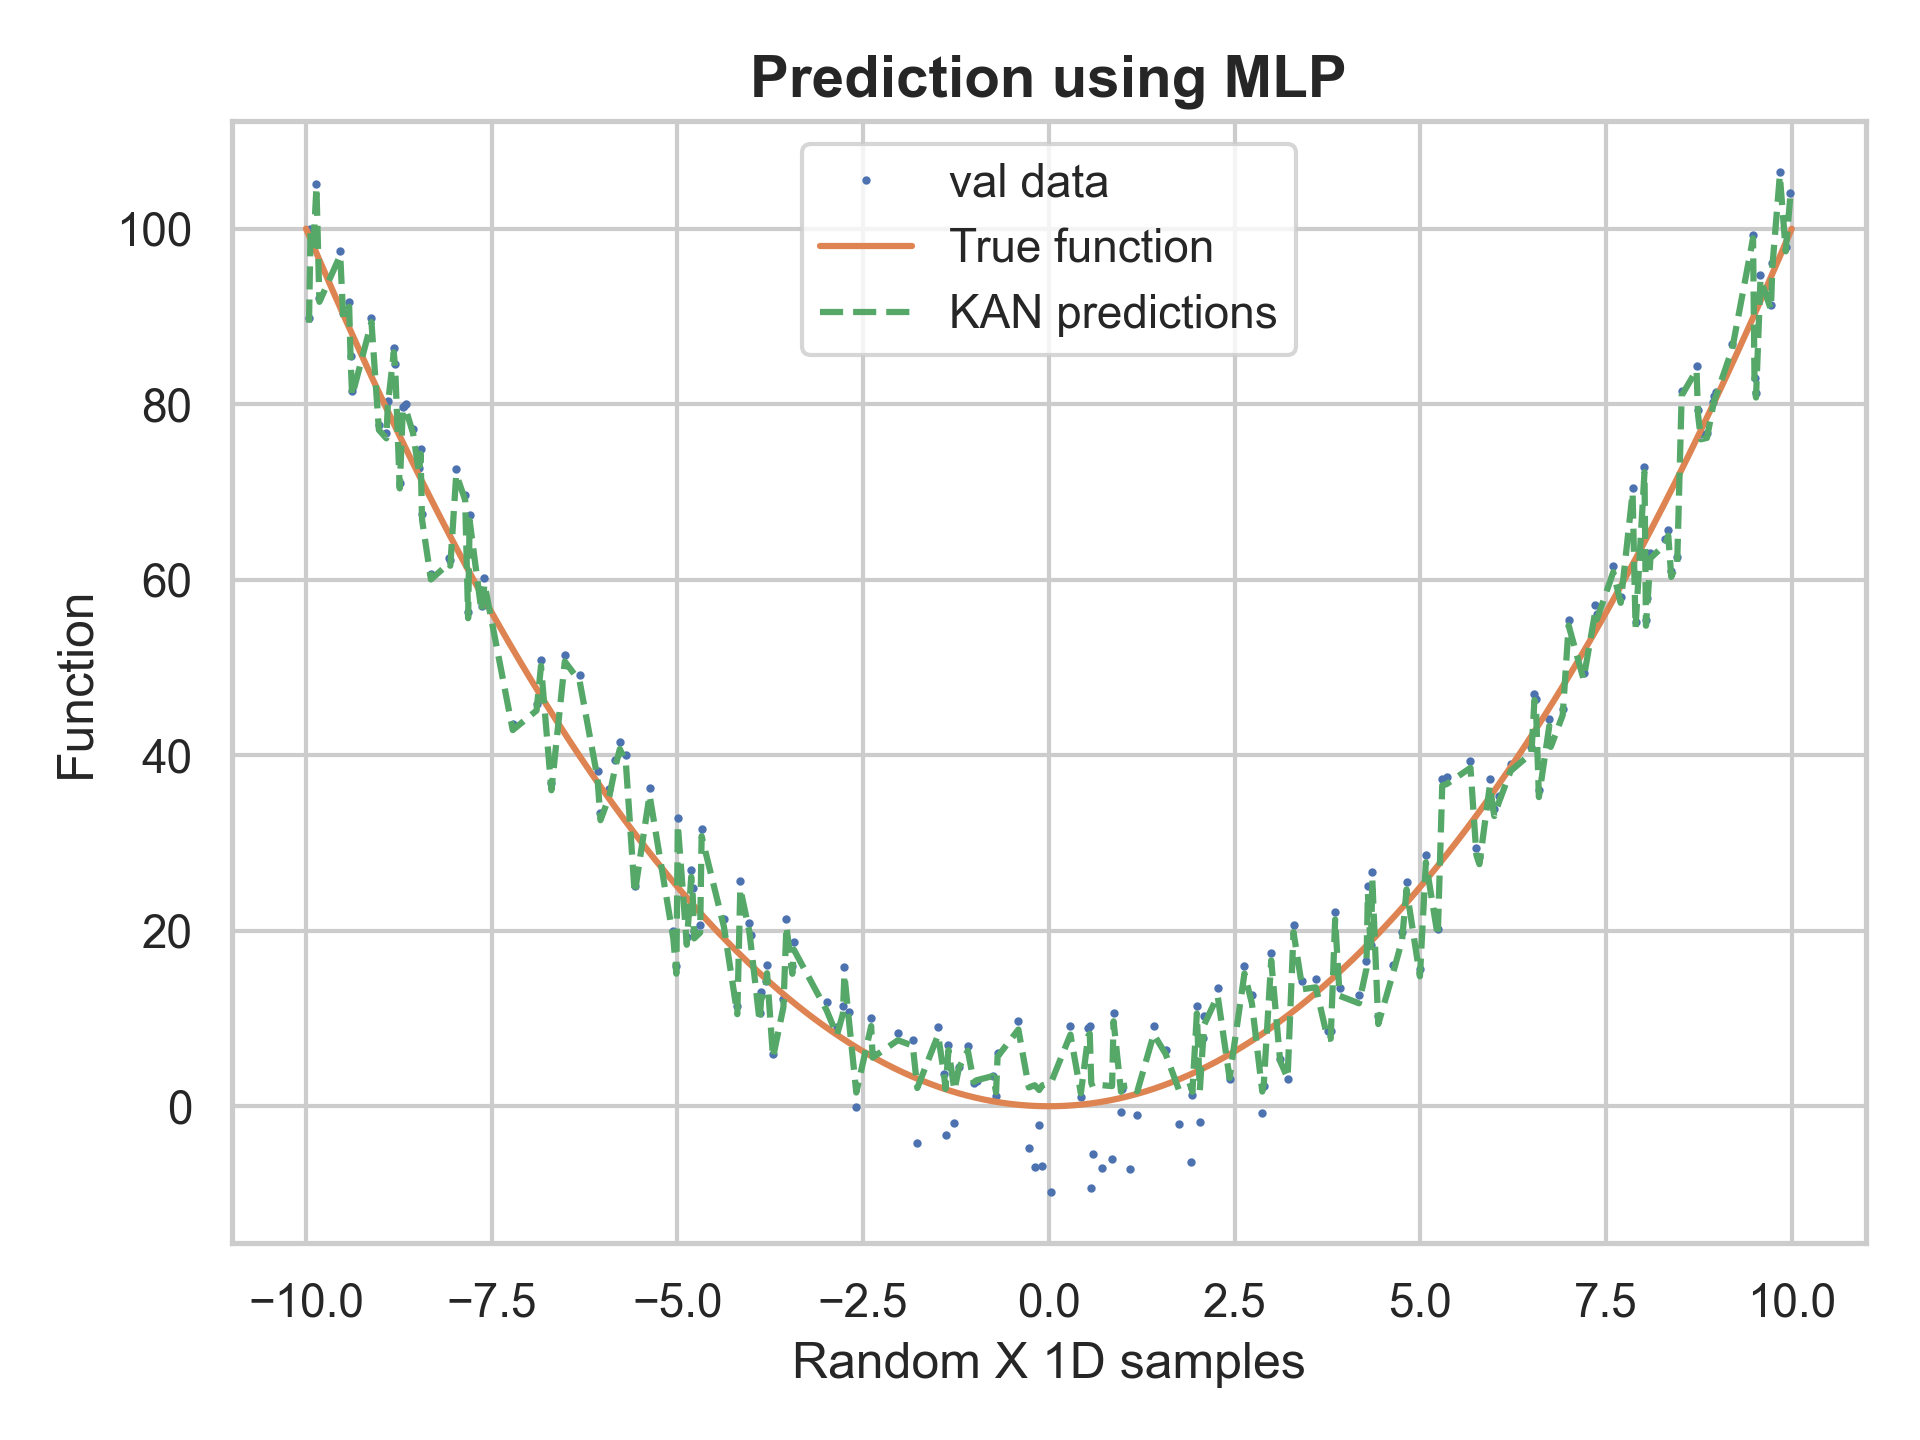 Prediction using MLP
val data
True function
KAN predictions
Function
100
80
60
40
20
0
−10.0 −7.5 −5.0 −2.5 0.0 2.5 5.0 7.5 10.0
Random X 1D samples